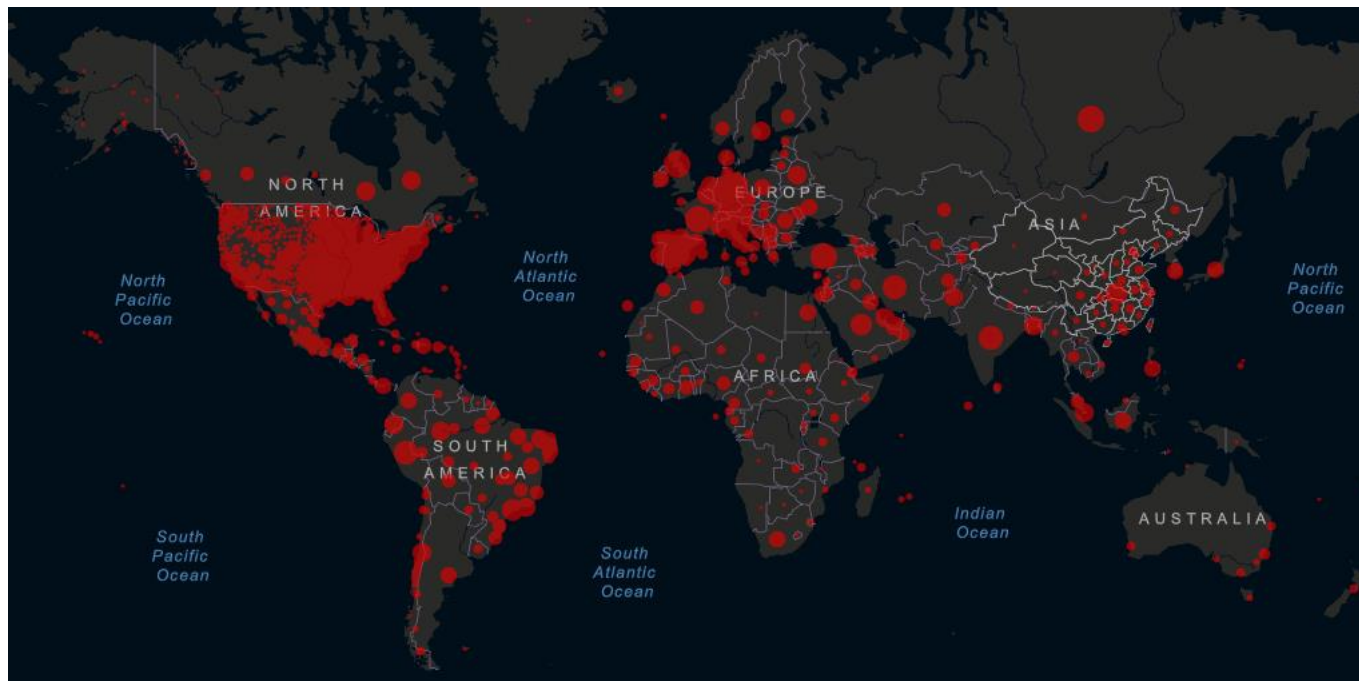 NORTH
AMERICA
EUROPE
ASIA
North
Pacific
Ocean
North
Atlantic
Ocean
North
Pacific
Ocean
AFRICA
SOUTH
AMERICA
Indian
Ocean
AUSTRALIA
South
Pacific
Ocean
South
Atlantic
Ocean